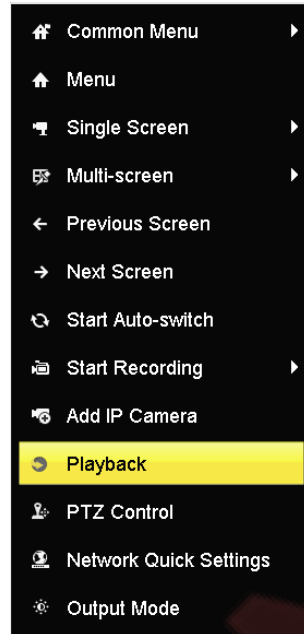 Common Menu
Menu
Single Screen
Multi-screen
Previous Screen
Next Screen
Start Auto-switch
Start Recording
Add IP Camera
Playback
PTZ Control
Network Quick Settings
Output Mode